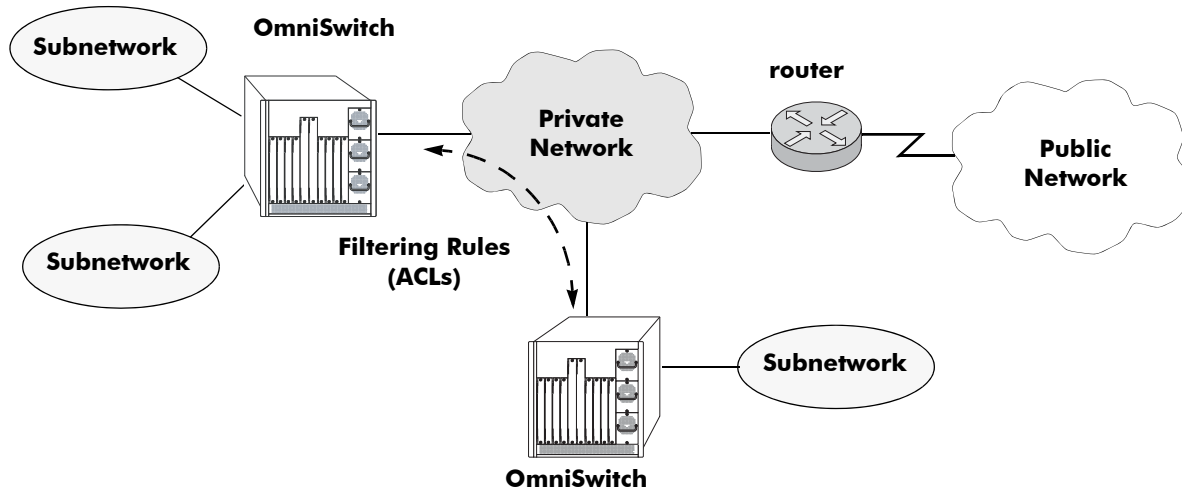 OmniSwitch
Subnetwork
router
Private
Network
Public
Network
Filtering Rules
(ACLs)
Subnetwork
Subnetwork
OmniSwitch